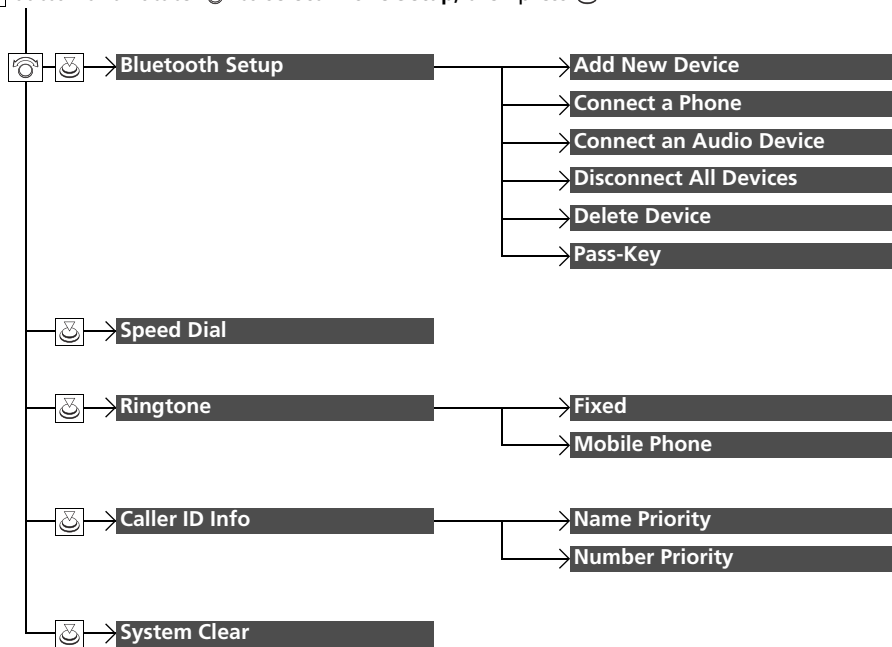 Bluetooth Setup
Add New Device
Connect a Phone
Connect an Audio Device
Disconnect All Devices
Delete Device
Pass-Key
Speed Dial
Ringtone
Fixed
Mobile Phone
Caller ID Info
Name Priority
Number Priority
System Clear